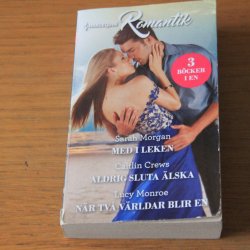 HARLEQUIN
Romantik
3
BÖCKER
I EN
Sarah Morgan
MED I LEKEN
Caitlin Crews
ALDRIG SLUTA ÄLSKA
Lucy Monroe
NÄR TVÅ VÄRLDAR BLIR EN